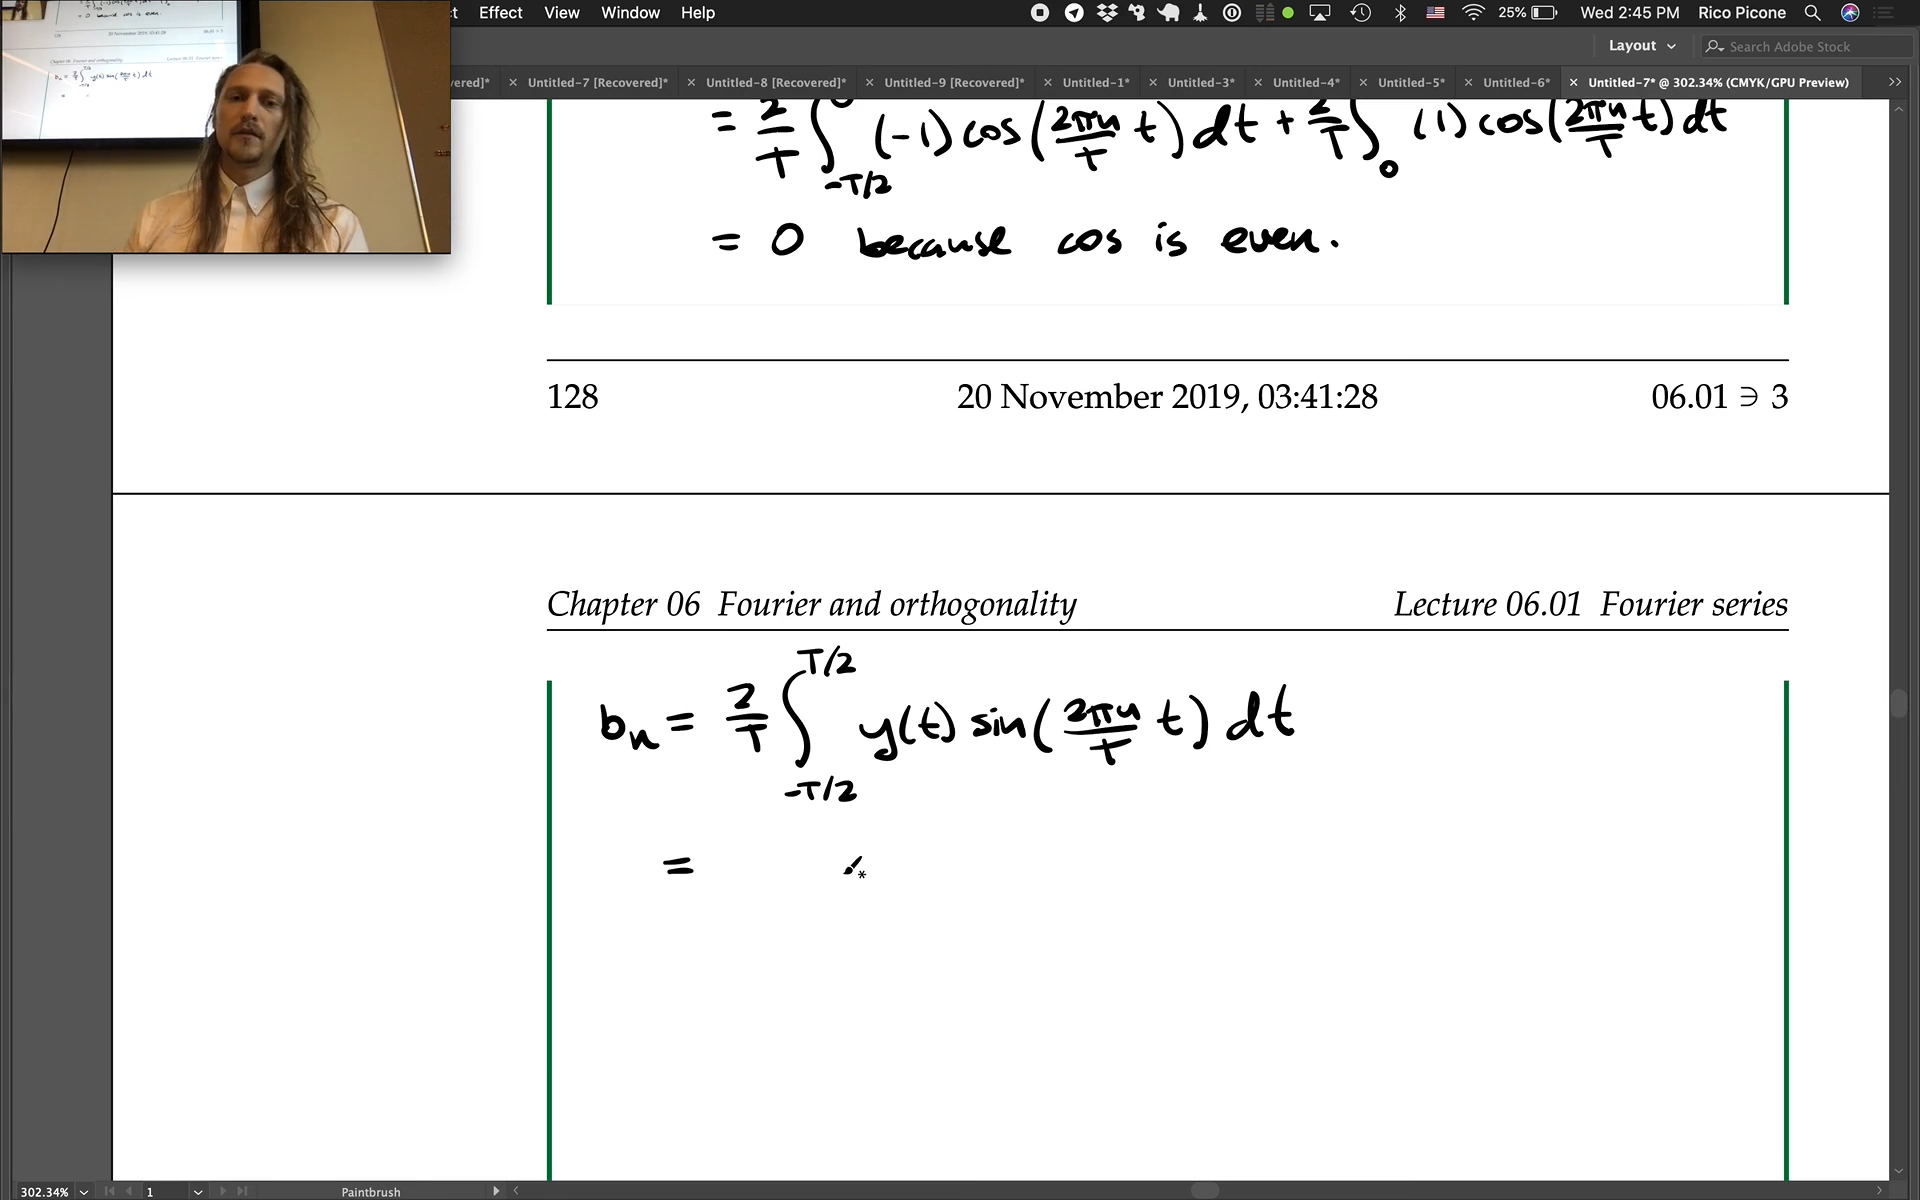 t Effect View Window Help 25% Wed 2:45 PM Rico Picone
Layout Search Adobe Stock
ered]* × Untitled-7 [Recovered]* × Untitled-8 [Recovered]* × Untitled-9 [Recovered]* × Untitled-1* × Untitled-3* × Untitled-4* × Untitled-5* × Untitled-6* × Untitled-7* @ 302.34% (CMYK/GPU Preview) >>
= 2/T ∫_{-T/2}^{0} (-1) cos(2πn/T t) dt + 2/T ∫_0 (1) cos(2πn/T t) dt
= 0 because cos is even.
128 20 November 2019, 03:41:28 06.01 ∋ 3
Chapter 06 Fourier and orthogonality Lecture 06.01 Fourier series
b_n = 2/T ∫_{-T/2}^{T/2} y(t) sin(2πn/T t) dt
=
302.34% 1 Paintbrush